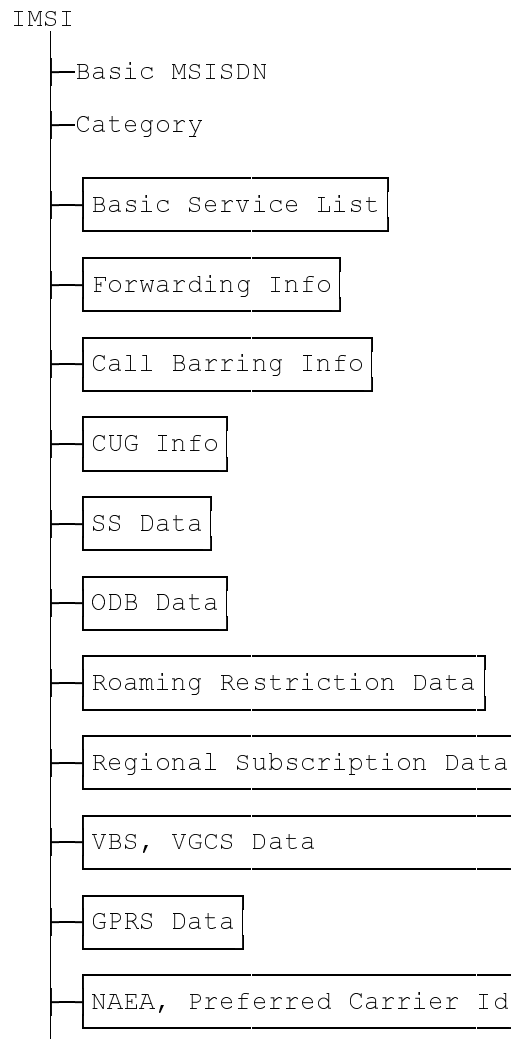 IMSI
Basic MSISDN
Category
Basic Service List
Forwarding Info
Call Barring Info
CUG Info
SS Data
ODB Data
Roaming Restriction Data
Regional Subscription Data
VBS, VGCS Data
GPRS Data
NAEA, Preferred Carrier Id